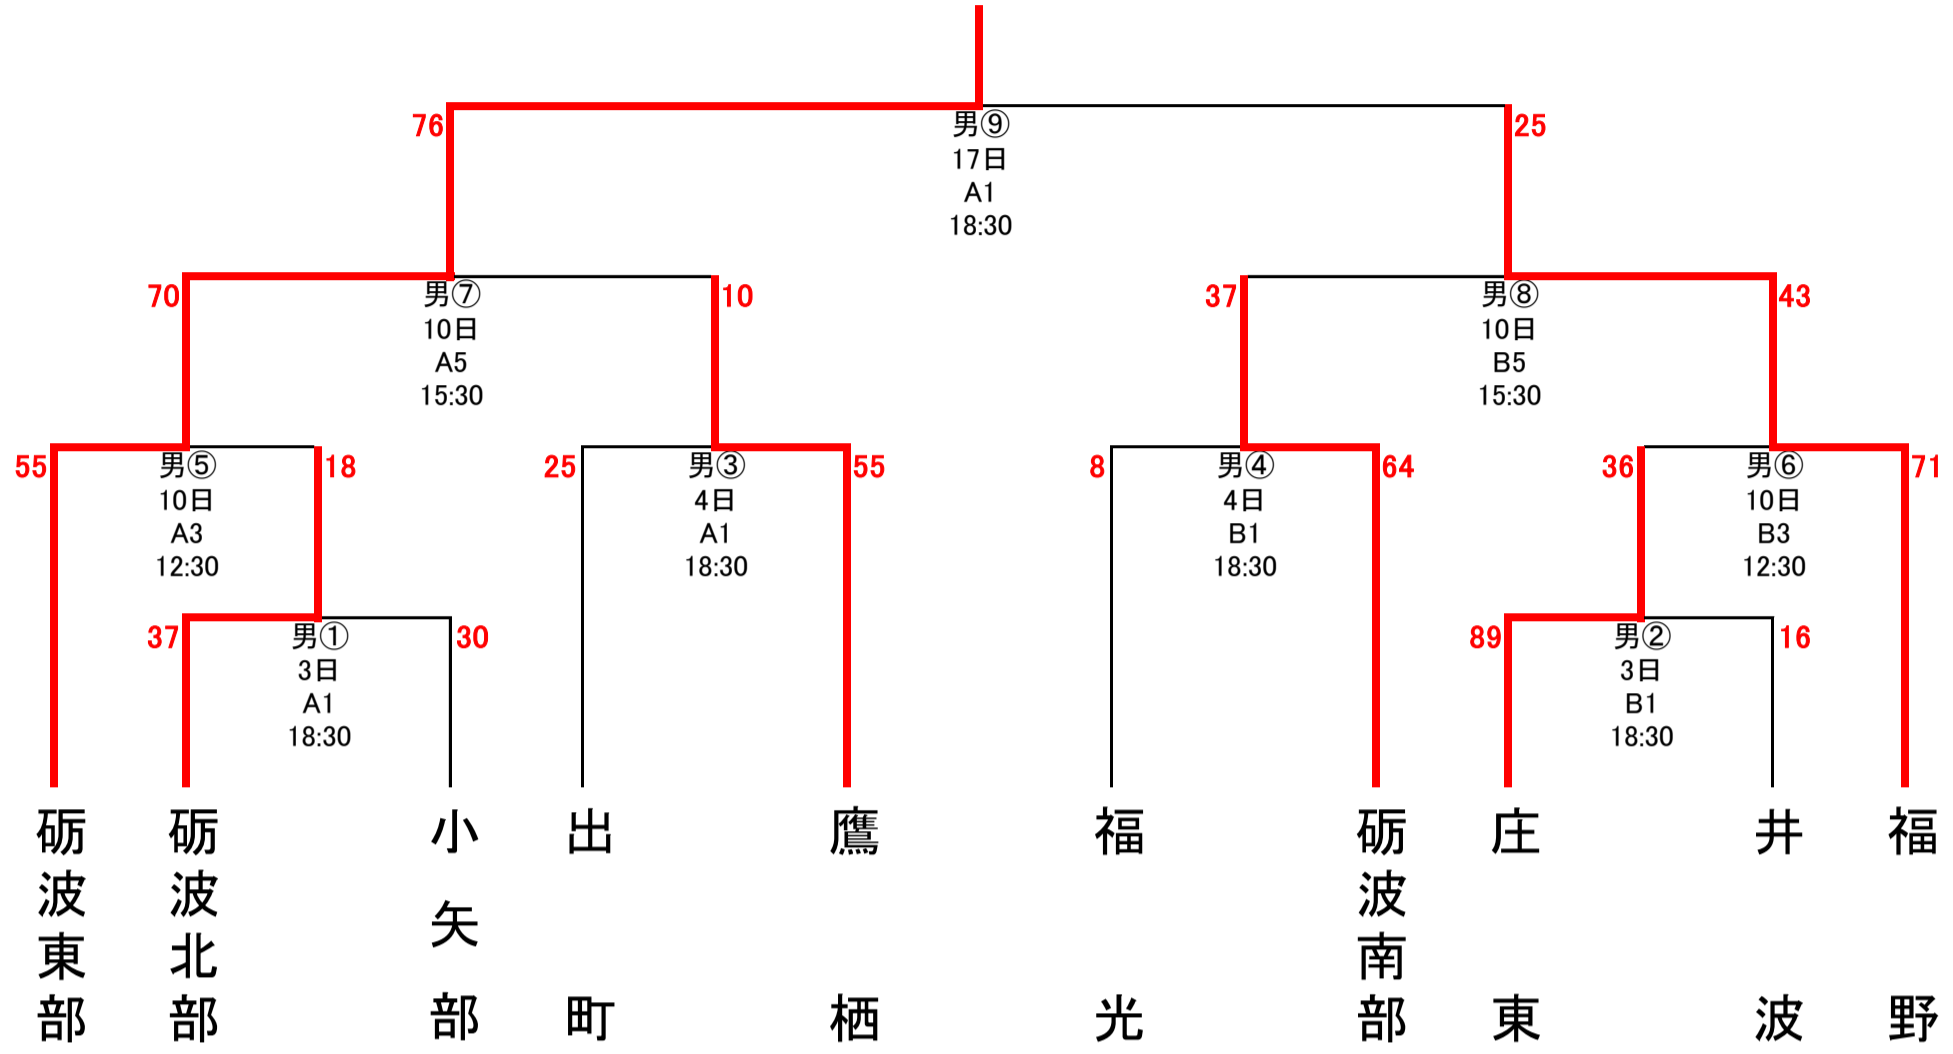 76
男⑨
17日
A1
18:30
25
70
男⑦
10日
A5
15:30
10
37
男⑧
10日
B5
15:30
43
55
男⑤
10日
A3
12:30
18
25
男③
4日
A1
18:30
55
8
男④
4日
B1
18:30
64
36
男⑥
10日
B3
12:30
71
37
男①
3日
A1
18:30
30
89
男②
3日
B1
18:30
16
砺波東部
砺波北部
小矢部
出町
鷹栖
福光
砺波南部
庄東
井波
福野